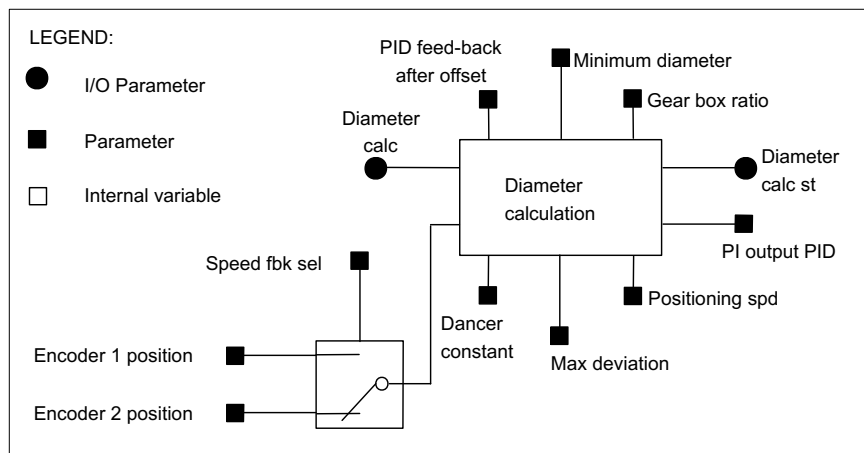 LEGEND:
I/O Parameter
Parameter
Internal variable
PID feed-back
after offset
Minimum diameter
Gear box ratio
Diameter
calc
Diameter
calculation
Diameter
calc st
PI output PID
Speed fbk sel
Positioning spd
Dancer
constant
Max deviation
Encoder 1 position
Encoder 2 position